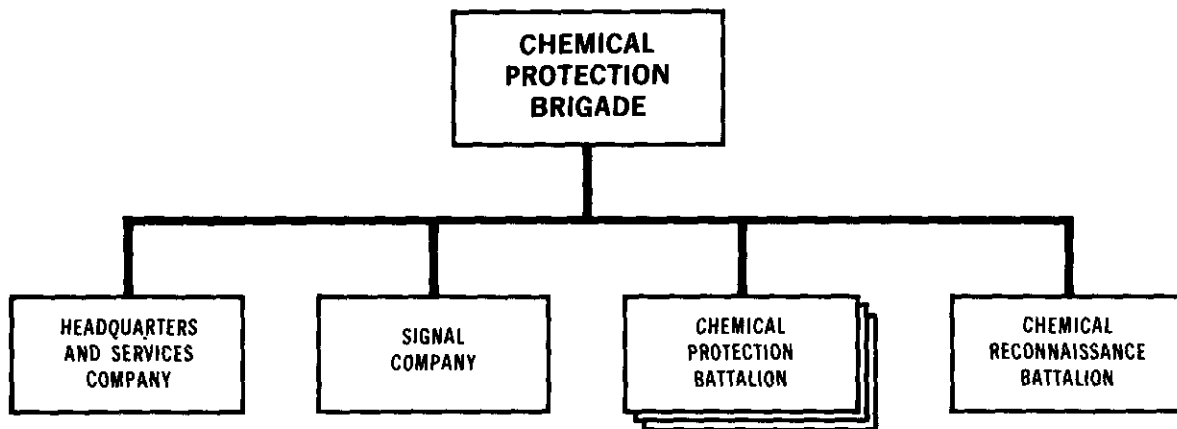 CHEMICAL
PROTECTION
BRIGADE
HEADQUARTERS
AND SERVICES
COMPANY
SIGNAL
COMPANY
CHEMICAL
PROTECTION
BATTALION
CHEMICAL
RECONNAISSANCE
BATTALION